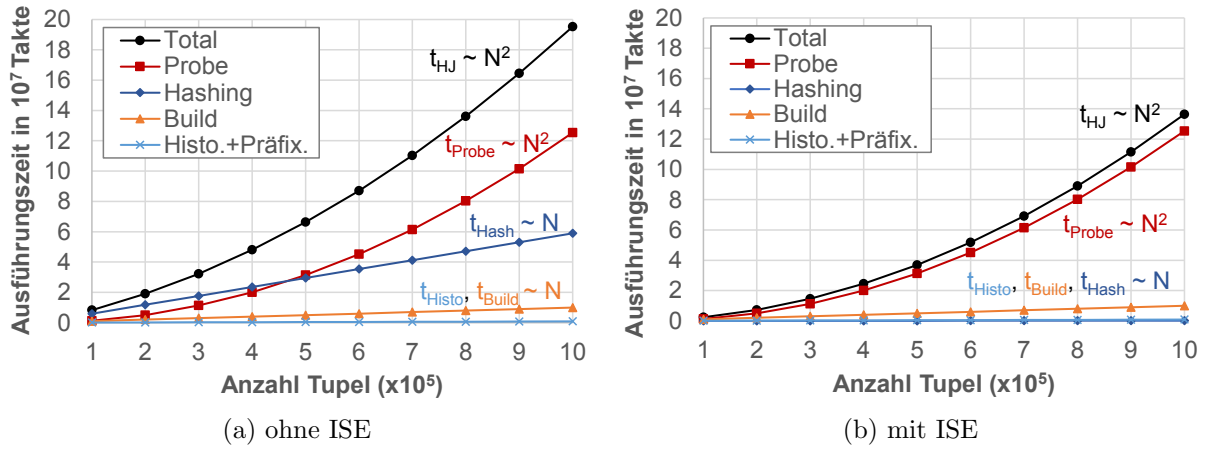 Ausführungszeit in 10⁷ Takte
20
18
16
14
12
10
8
6
4
2
0
Total
Probe
Hashing
Build
Histo.+Präfix.
t_HJ ~ N²
t_Probe ~ N²
t_Hash ~ N
t_Histo, t_Build ~ N
1 2 3 4 5 6 7 8 9 10
Anzahl Tupel (x10⁵)
(a) ohne ISE
Ausführungszeit in 10⁷ Takte
20
18
16
14
12
10
8
6
4
2
0
Total
Probe
Hashing
Build
Histo.+Präfix.
t_HJ ~ N²
t_Probe ~ N²
t_Histo, t_Build, t_Hash ~ N
1 2 3 4 5 6 7 8 9 10
Anzahl Tupel (x10⁵)
(b) mit ISE